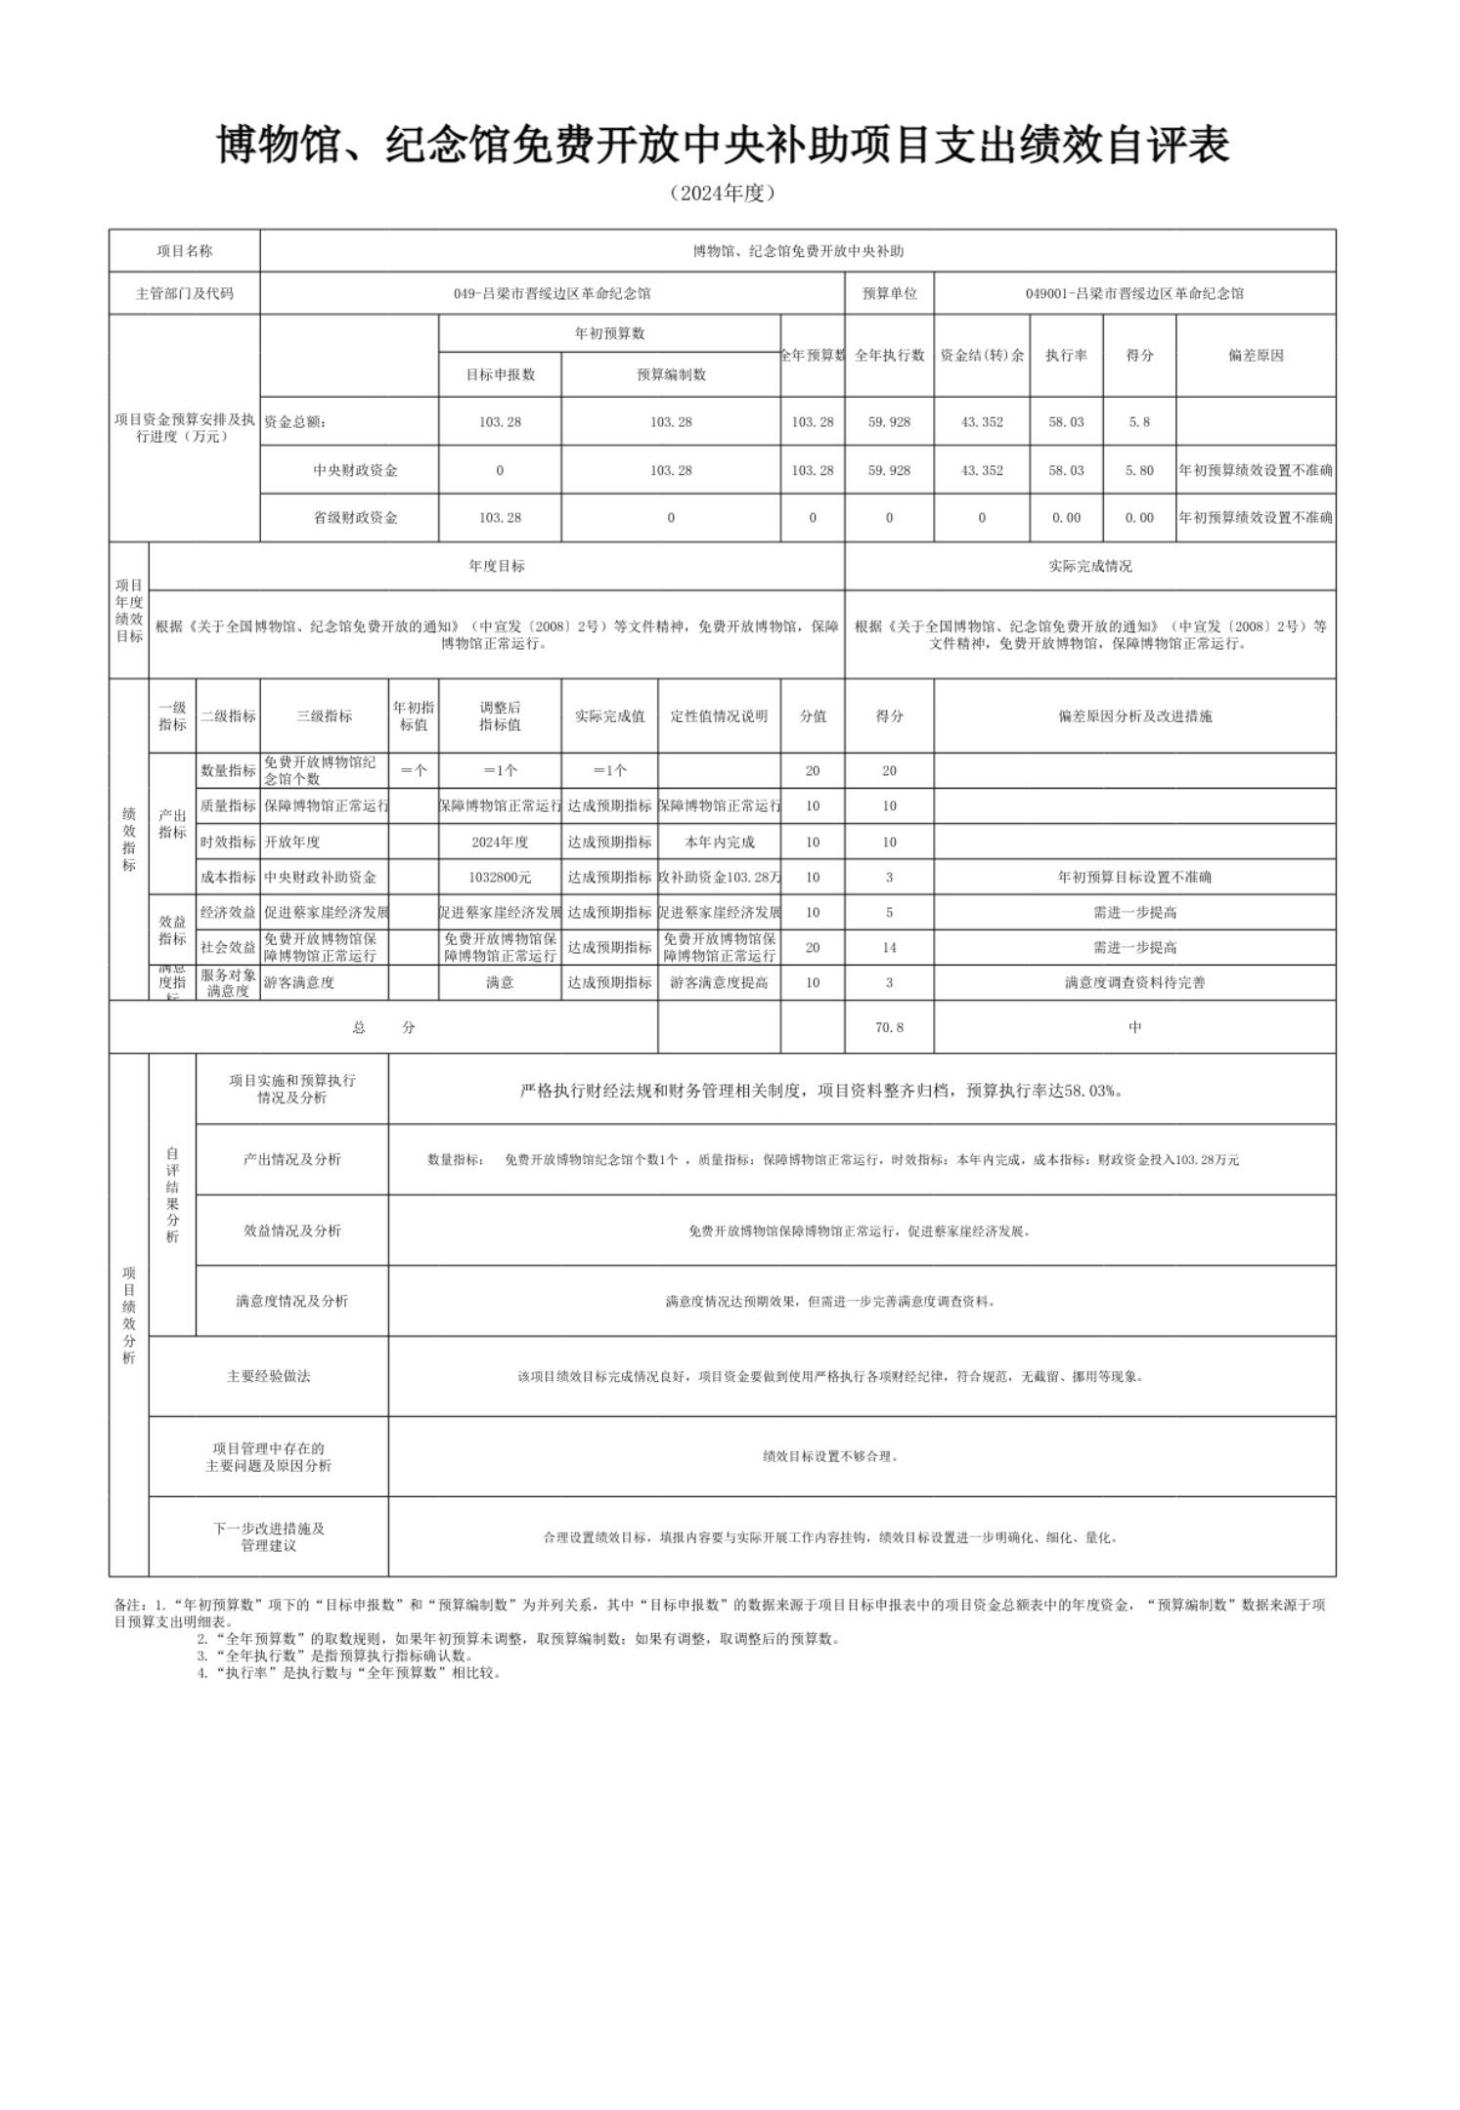 博物馆、纪念馆免费开放中央补助项目支出绩效自评表
（2024年度）
项目名称 博物馆、纪念馆免费开放中央补助
主管部门及代码 049-吕梁市晋绥边区革命纪念馆 预算单位 049001-吕梁市晋绥边区革命纪念馆
项目资金预算安排及执
行进度（万元）
年初预算数
目标申报数 预算编制数
全年预算数 全年执行数 资金结(转)余 执行率 得分 偏差原因
资金总额： 103.28 103.28 103.28 59.928 43.352 58.03 5.8
中央财政资金 0 103.28 103.28 59.928 43.352 58.03 5.80 年初预算绩效设置不准确
省级财政资金 103.28 0 0 0 0 0.00 0.00 年初预算绩效设置不准确
项目
年度
绩效
目标
年度目标 实际完成情况
根据《关于全国博物馆、纪念馆免费开放的通知》（中宣发〔2008〕2号）等文件精神，免费开放博物馆，保障
博物馆正常运行。
根据《关于全国博物馆、纪念馆免费开放的通知》（中宣发〔2008〕2号）等
文件精神，免费开放博物馆，保障博物馆正常运行。
绩
效
指
标
一级
指标
二级指标 三级指标
年初指
标值
调整后
指标值
实际完成值 定性值情况说明 分值 得分 偏差原因分析及改进措施
产出
指标
数量指标
免费开放博物馆纪
念馆个数
＝个 ＝1个 ＝1个 20 20
质量指标 保障博物馆正常运行 保障博物馆正常运行 达成预期指标 保障博物馆正常运行 10 10
时效指标 开放年度 2024年度 达成预期指标 本年内完成 10 10
成本指标 中央财政补助资金 1032800元 达成预期指标 政补助资金103.28万 10 3 年初预算目标设置不准确
效益
指标
经济效益 促进蔡家崖经济发展 促进蔡家崖经济发展 达成预期指标 促进蔡家崖经济发展 10 5 需进一步提高
社会效益
免费开放博物馆保
障博物馆正常运行
免费开放博物馆保
障博物馆正常运行
达成预期指标
免费开放博物馆保
障博物馆正常运行
20 14 需进一步提高
满意
度指
标
服务对象
满意度
游客满意度 满意 达成预期指标 游客满意度提高 10 3 满意度调查资料待完善
总 分 70.8 中
项
目
绩
效
分
析
自
评
结
果
分
析
项目实施和预算执行
情况及分析
严格执行财经法规和财务管理相关制度，项目资料整齐归档，预算执行率达58.03%。
产出情况及分析 数量指标： 免费开放博物馆纪念馆个数1个 ，质量指标：保障博物馆正常运行，时效指标：本年内完成，成本指标：财政资金投入103.28万元
效益情况及分析 免费开放博物馆保障博物馆正常运行，促进蔡家崖经济发展。
满意度情况及分析 满意度情况达预期效果，但需进一步完善满意度调查资料。
主要经验做法 该项目绩效目标完成情况良好，项目资金要做到使用严格执行各项财经纪律，符合规范，无截留、挪用等现象。
项目管理中存在的
主要问题及原因分析
绩效目标设置不够合理。
下一步改进措施及
管理建议
合理设置绩效目标，填报内容要与实际开展工作内容挂钩，绩效目标设置进一步明确化、细化、量化。
备注：1.“年初预算数”项下的“目标申报数”和“预算编制数”为并列关系，其中“目标申报数”的数据来源于项目目标申报表中的项目资金总额表中的年度资金，“预算编制数”数据来源于项
目预算支出明细表。
2.“全年预算数”的取数规则，如果年初预算未调整，取预算编制数；如果有调整，取调整后的预算数。
3.“全年执行数”是指预算执行指标确认数。
4.“执行率”是执行数与“全年预算数”相比较。